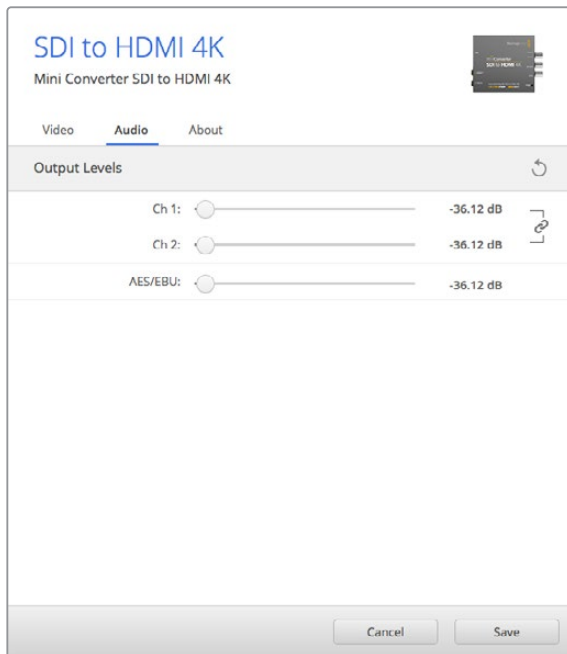 SDI to HDMI 4K
Mini Converter SDI to HDMI 4K
Video Audio About
Output Levels
Ch 1: -36.12 dB
Ch 2: -36.12 dB
AES/EBU: -36.12 dB
Cancel Save